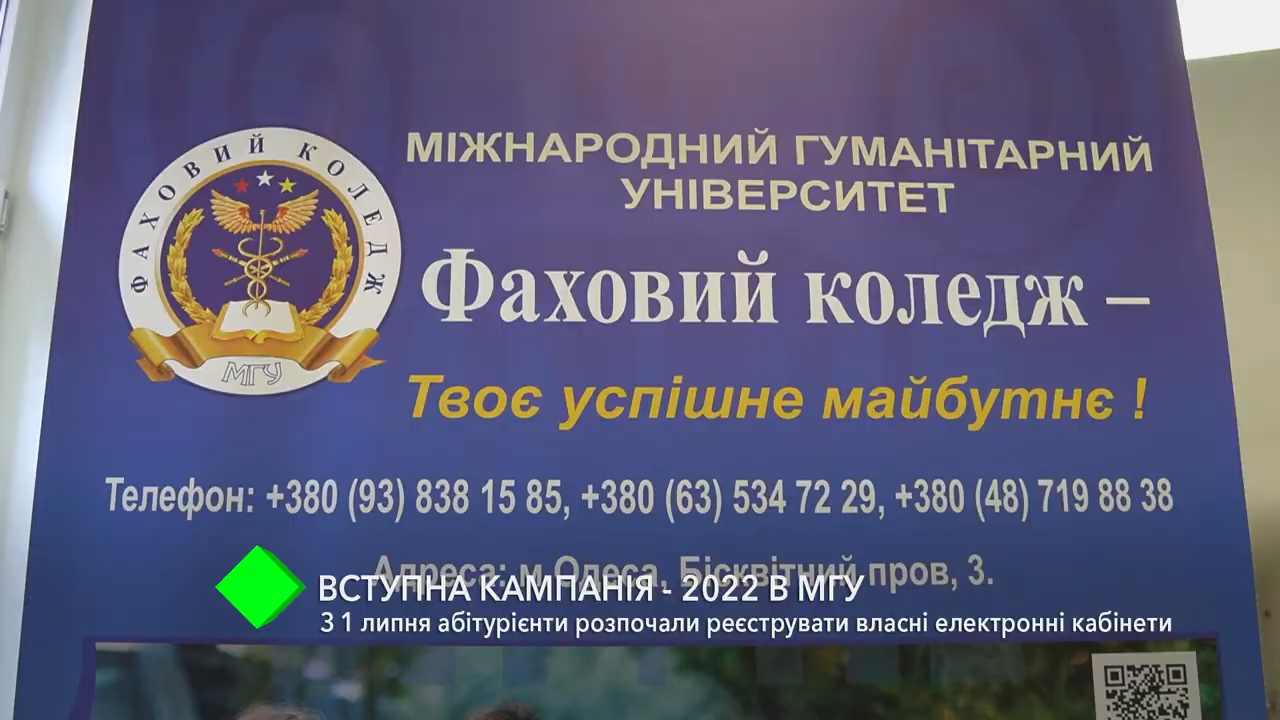 ФАХОВИЙ КОЛЕДЖ
МГУ
МІЖНАРОДНИЙ ГУМАНІТАРНИЙ
УНІВЕРСИТЕТ
Фаховий коледж –
Твоє успішне майбутнє !
Телефон: +380 (93) 838 15 85, +380 (63) 534 72 29, +380 (48) 719 88 38
Адреса: м.Одеса, Бісквітний пров, 3.
ВСТУПНА КАМПАНІЯ - 2022 В МГУ
З 1 липня абітурієнти розпочали реєструвати власні електронні кабінети